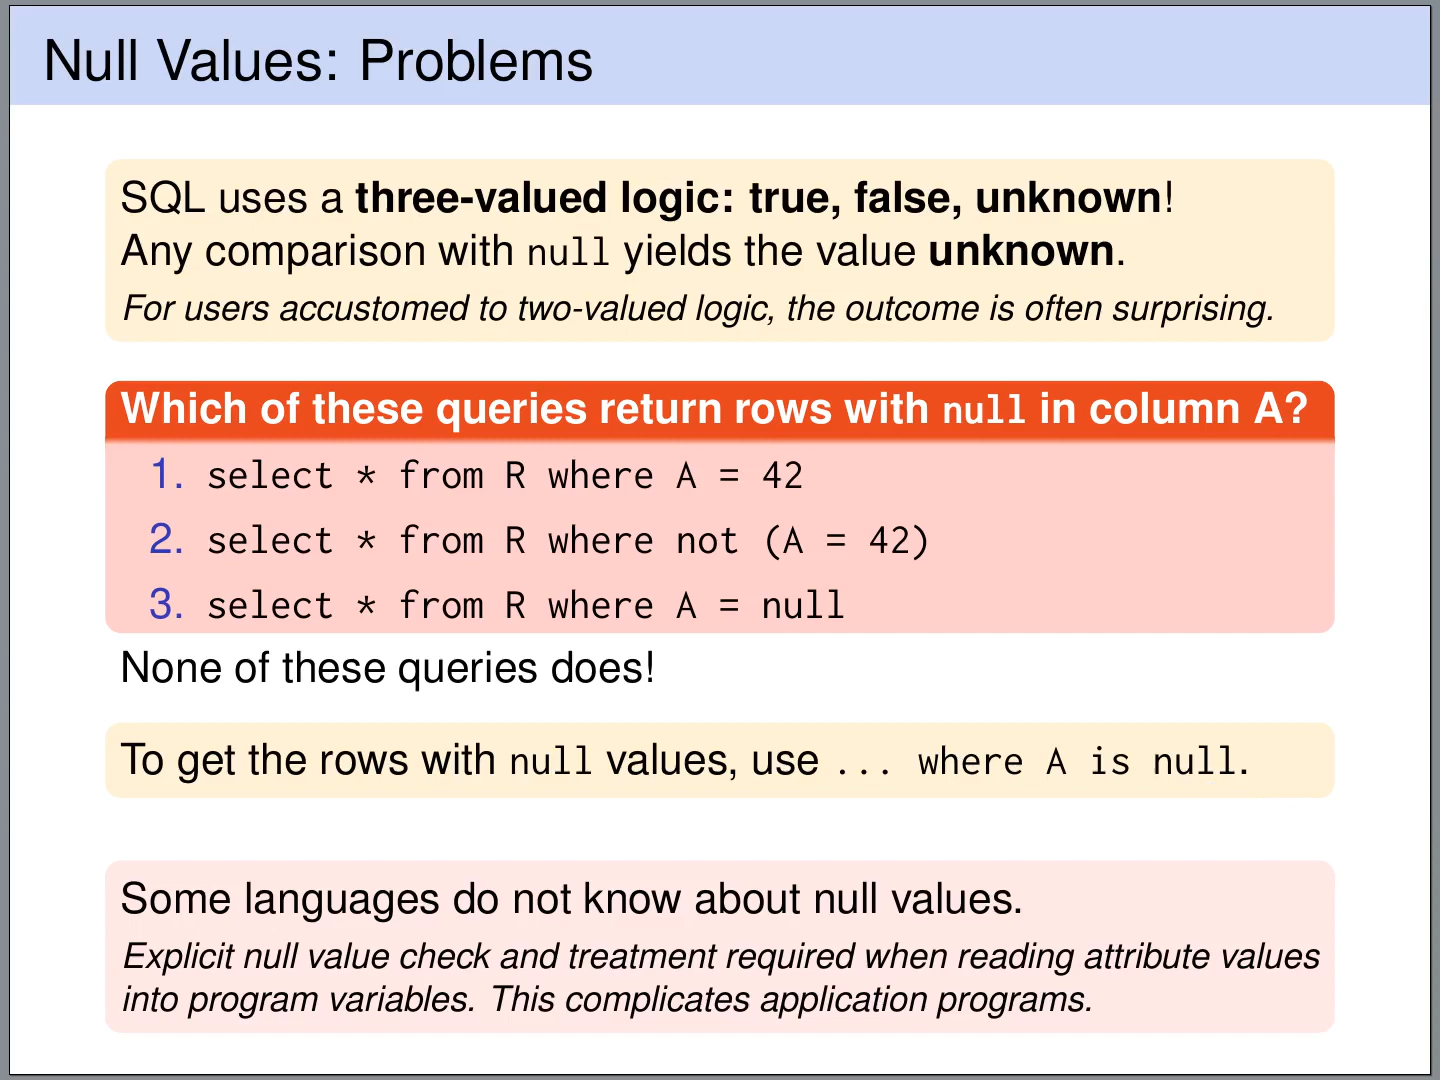 Null Values: Problems
SQL uses a three-valued logic: true, false, unknown!
Any comparison with null yields the value unknown.
For users accustomed to two-valued logic, the outcome is often surprising.
Which of these queries return rows with null in column A?
1. select * from R where A = 42
2. select * from R where not (A = 42)
3. select * from R where A = null
None of these queries does!
To get the rows with null values, use ... where A is null.
Some languages do not know about null values.
Explicit null value check and treatment required when reading attribute values
into program variables. This complicates application programs.